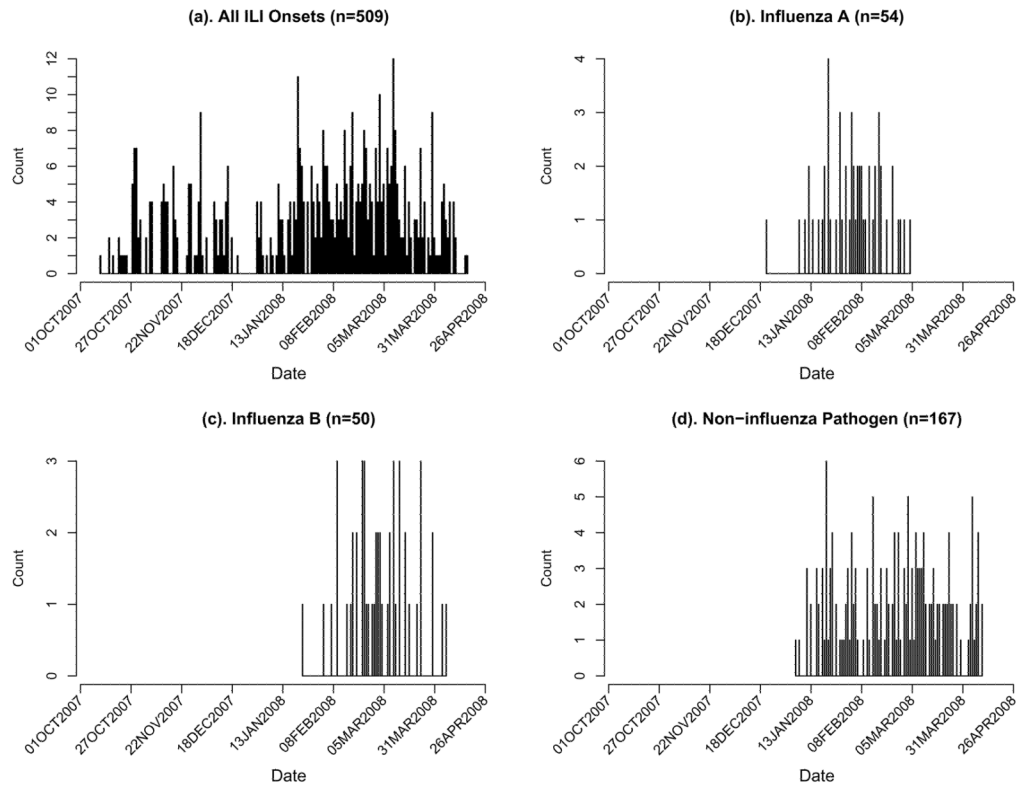 (a). All ILI Onsets (n=509)
Count
0 2 4 6 8 10 12
01OCT2007 27OCT2007 22NOV2007 18DEC2007 13JAN2008 08FEB2008 05MAR2008 31MAR2008 26APR2008
Date
(b). Influenza A (n=54)
Count
0 1 2 3 4
01OCT2007 27OCT2007 22NOV2007 18DEC2007 13JAN2008 08FEB2008 05MAR2008 31MAR2008 26APR2008
Date
(c). Influenza B (n=50)
Count
0 1 2 3
01OCT2007 27OCT2007 22NOV2007 18DEC2007 13JAN2008 08FEB2008 05MAR2008 31MAR2008 26APR2008
Date
(d). Non−influenza Pathogen (n=167)
Count
0 1 2 3 4 5 6
01OCT2007 27OCT2007 22NOV2007 18DEC2007 13JAN2008 08FEB2008 05MAR2008 31MAR2008 26APR2008
Date